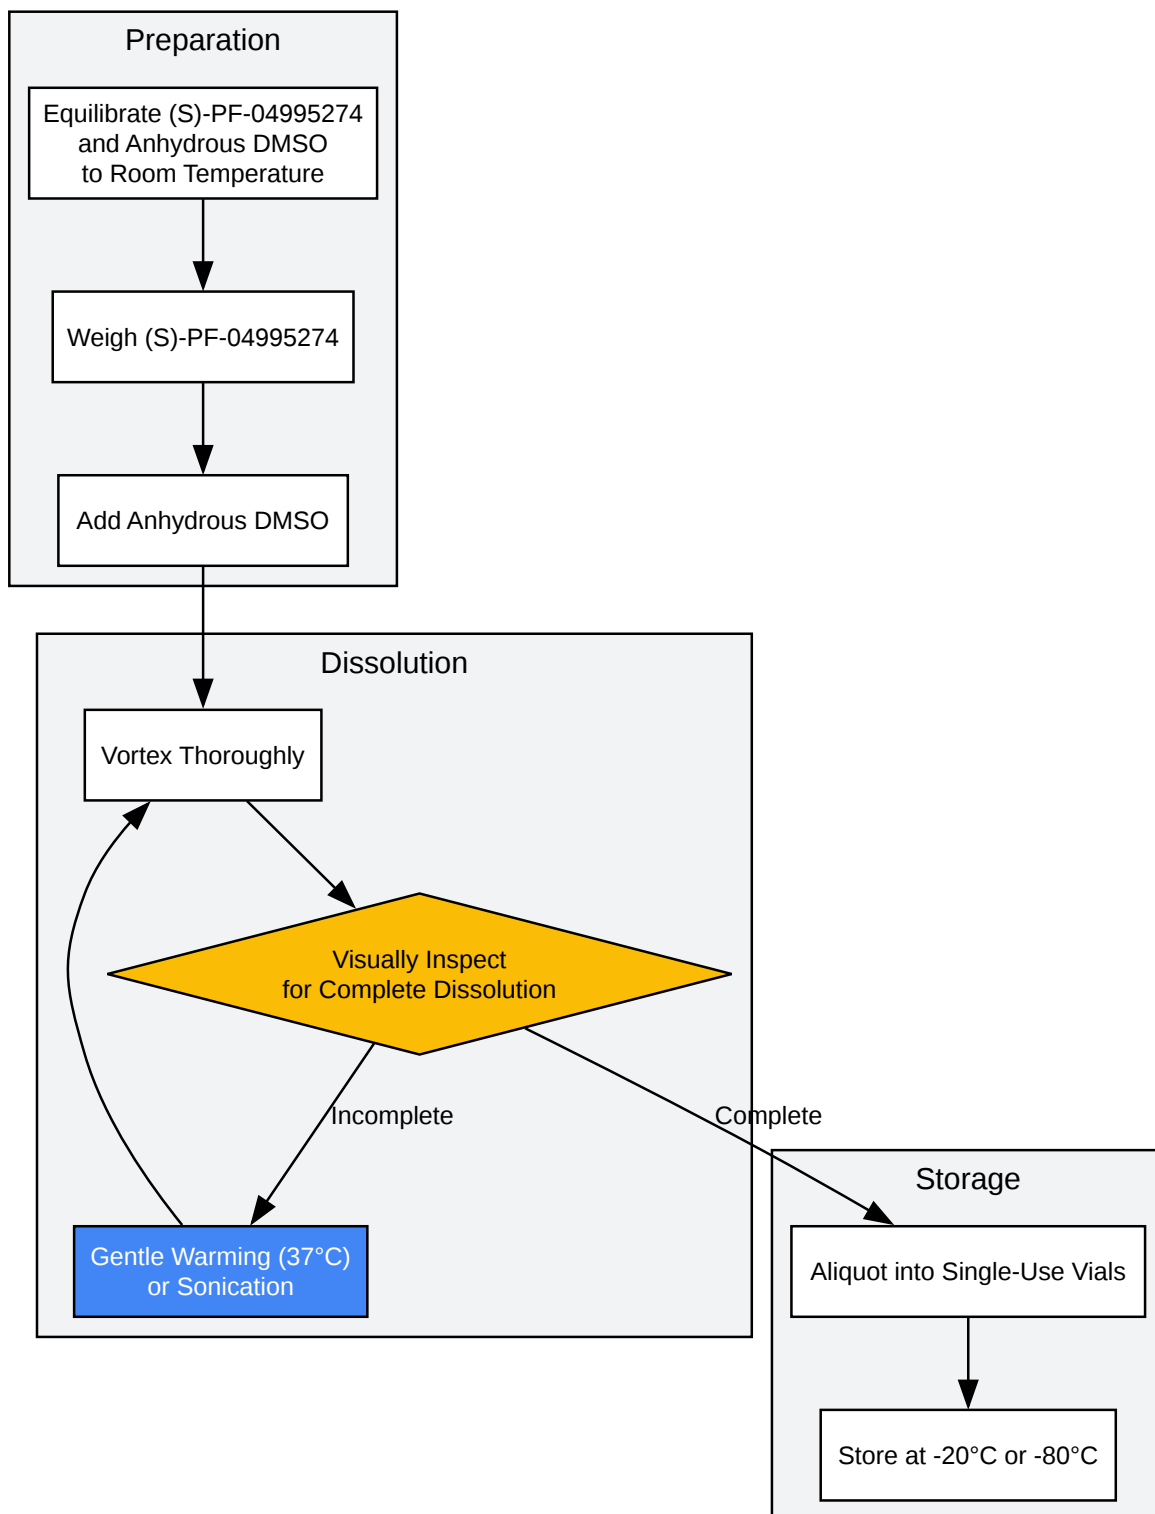 Preparation
Equilibrate (S)-PF-04995274
and Anhydrous DMSO
to Room Temperature
Weigh (S)-PF-04995274
Add Anhydrous DMSO
Dissolution
Vortex Thoroughly
Visually Inspect
for Complete Dissolution
Incomplete
Complete
Gentle Warming (37°C)
or Sonication
Storage
Aliquot into Single-Use Vials
Store at -20°C or -80°C